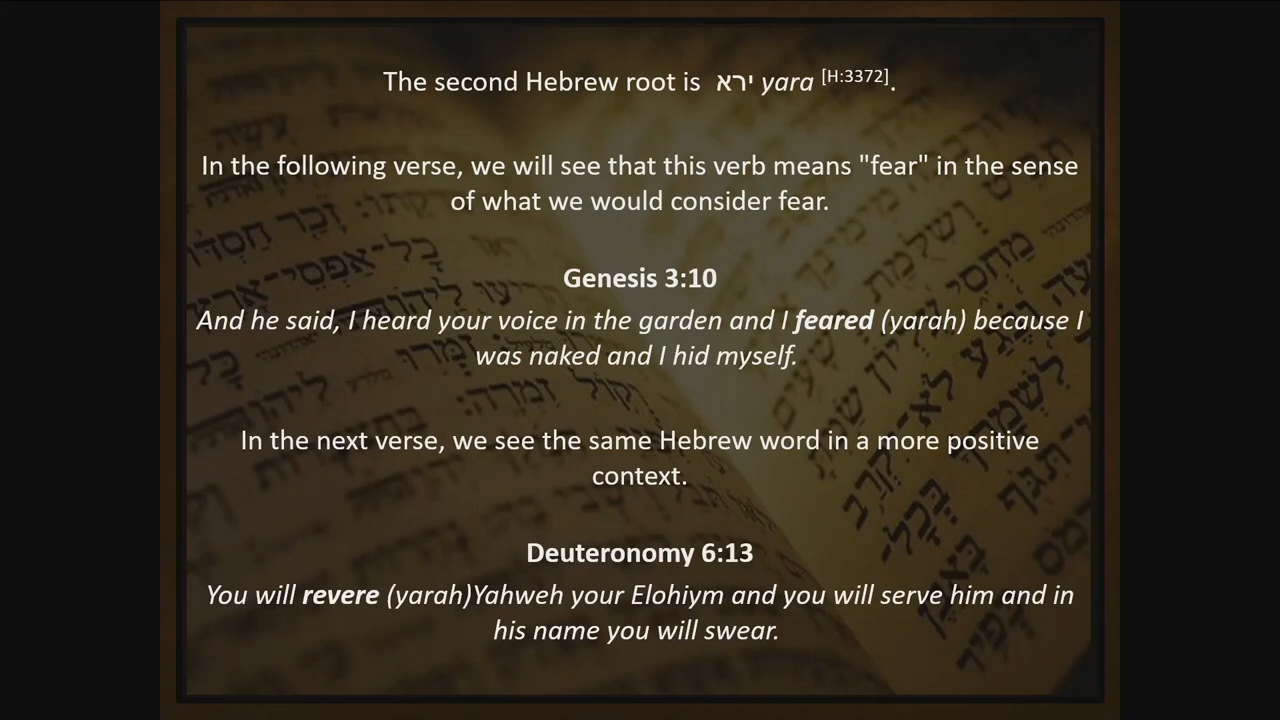 The second Hebrew root is ירא yara [H:3372].
In the following verse, we will see that this verb means "fear" in the sense
of what we would consider fear.
Genesis 3:10
And he said, I heard your voice in the garden and I feared (yarah) because I
was naked and I hid myself.
In the next verse, we see the same Hebrew word in a more positive
context.
Deuteronomy 6:13
You will revere (yarah)Yahweh your Elohiym and you will serve him and in
his name you will swear.